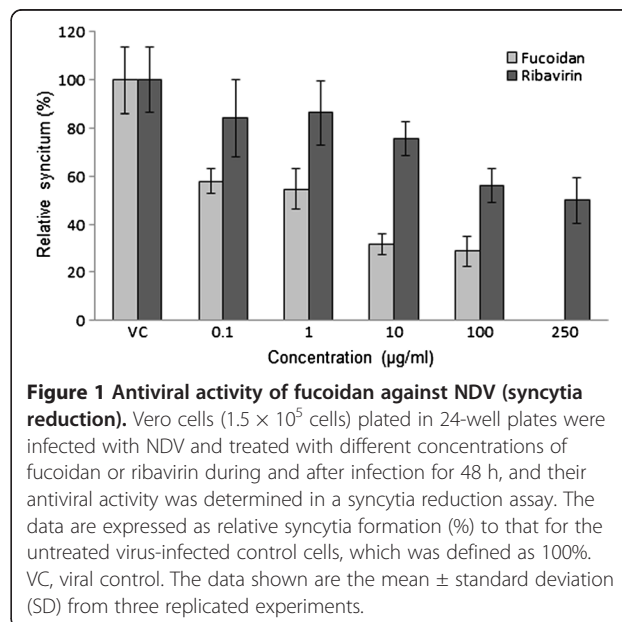 120
100
80
60
40
20
0
Relative syncitum (%)
Fucoidan
Ribavirin
VC 0.1 1 10 100 250
Concentration (µg/ml)
Figure 1 Antiviral activity of fucoidan against NDV (syncytia
reduction). Vero cells (1.5 × 10⁵ cells) plated in 24-well plates were
infected with NDV and treated with different concentrations of
fucoidan or ribavirin during and after infection for 48 h, and their
antiviral activity was determined in a syncytia reduction assay. The
data are expressed as relative syncytia formation (%) to that for the
untreated virus-infected control cells, which was defined as 100%.
VC, viral control. The data shown are the mean ± standard deviation
(SD) from three replicated experiments.